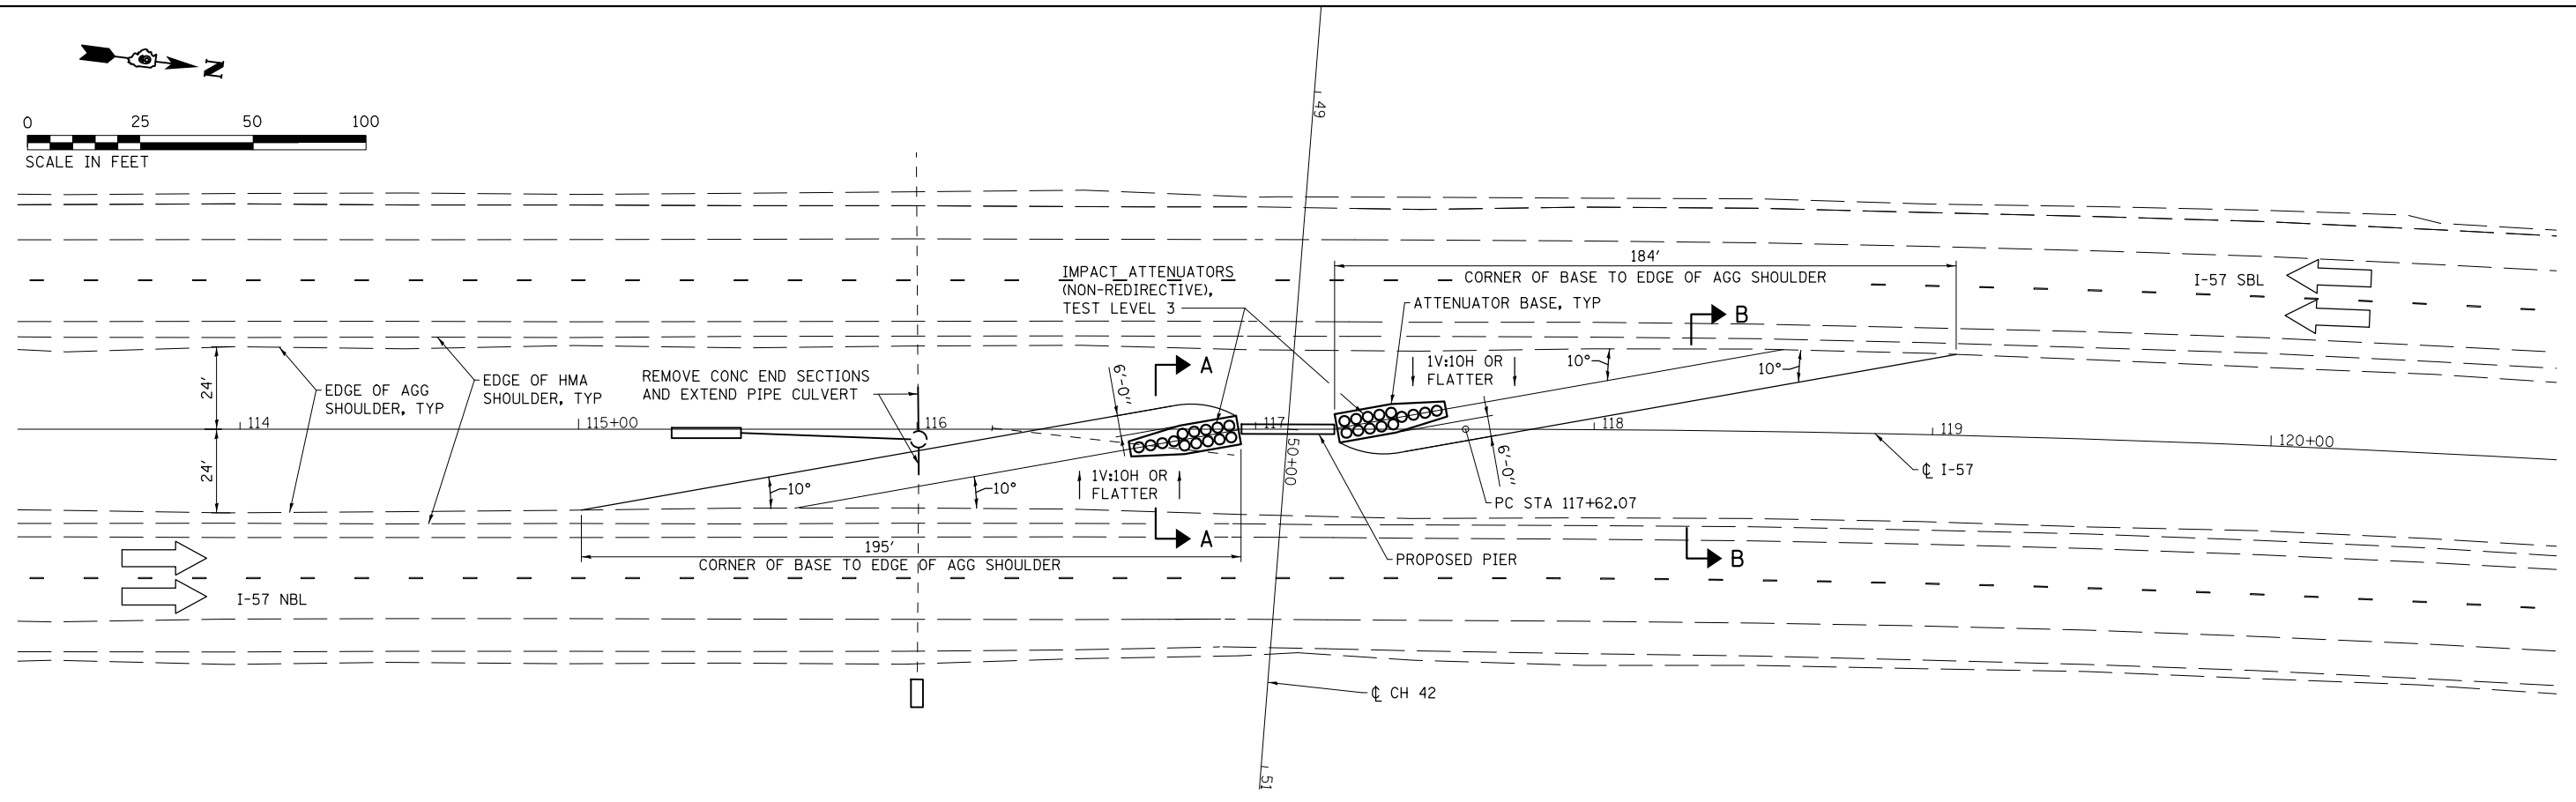 N
0 25 50 100
SCALE IN FEET
49
184'
CORNER OF BASE TO EDGE OF AGG SHOULDER
I-57 SBL
IMPACT ATTENUATORS
(NON-REDIRECTIVE),
TEST LEVEL 3
ATTENUATOR BASE, TYP
B
A
1V:10H OR
FLATTER
10°
10°
24'
EDGE OF AGG
SHOULDER, TYP
EDGE OF HMA
SHOULDER, TYP
REMOVE CONC END SECTIONS
AND EXTEND PIPE CULVERT
6'-0"
114
115+00
116
117
118
119
120+00
50+00
24'
6'-0"
℄ I-57
10°
10°
1V:10H OR
FLATTER
PC STA 117+62.07
A
B
195'
CORNER OF BASE TO EDGE OF AGG SHOULDER
PROPOSED PIER
I-57 NBL
℄ CH 42
51